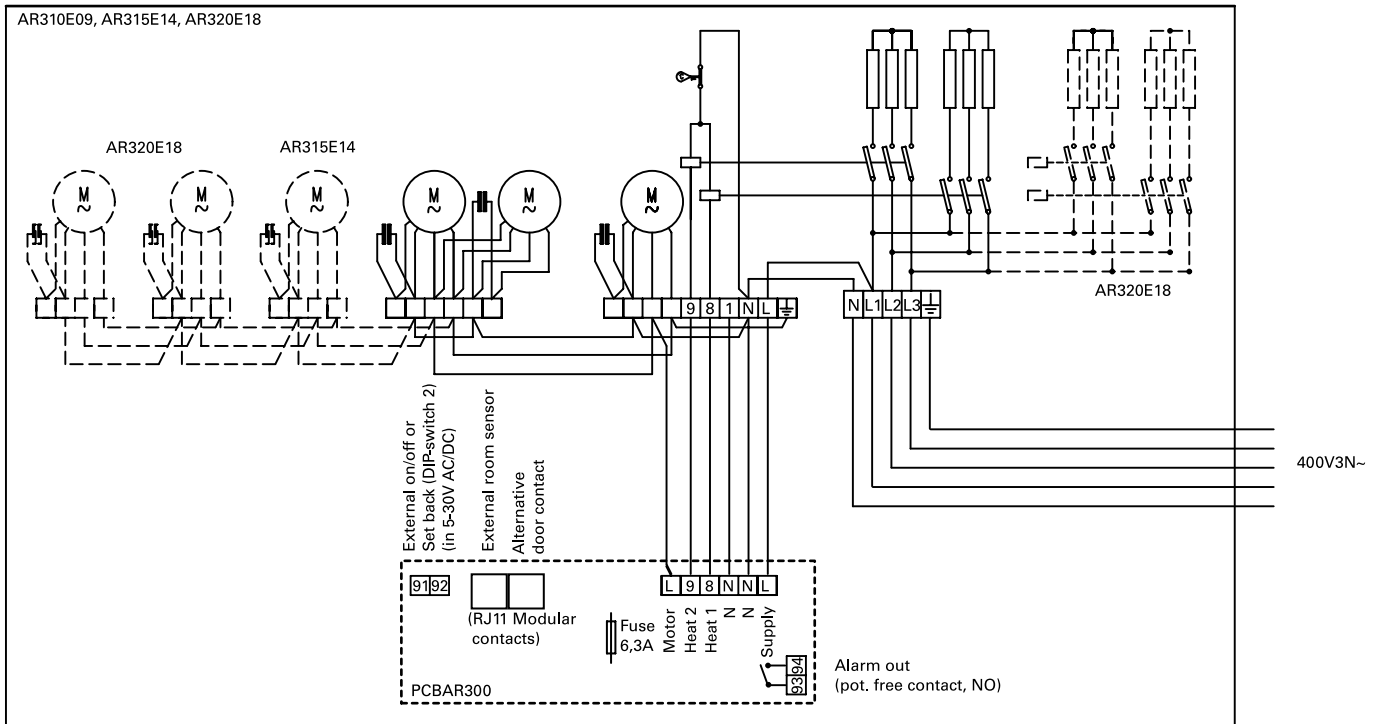 AR310E09, AR315E14, AR320E18
AR320E18
AR315E14
M
~
M
~
M
~
M
~
M
~
M
~
9 8 1 N L
N L1 L2 L3
AR320E18
400V3N~
External on/off or
Set back (DIP-switch 2)
(in 5-30V AC/DC)
External room sensor
Alternative
door contact
91 92
(RJ11 Modular
contacts)
Fuse
6,3A
L 9 8 N N L
Motor
Heat 2
Heat 1
N
N
Supply
93 94
Alarm out
(pot. free contact, NO)
PCBAR300